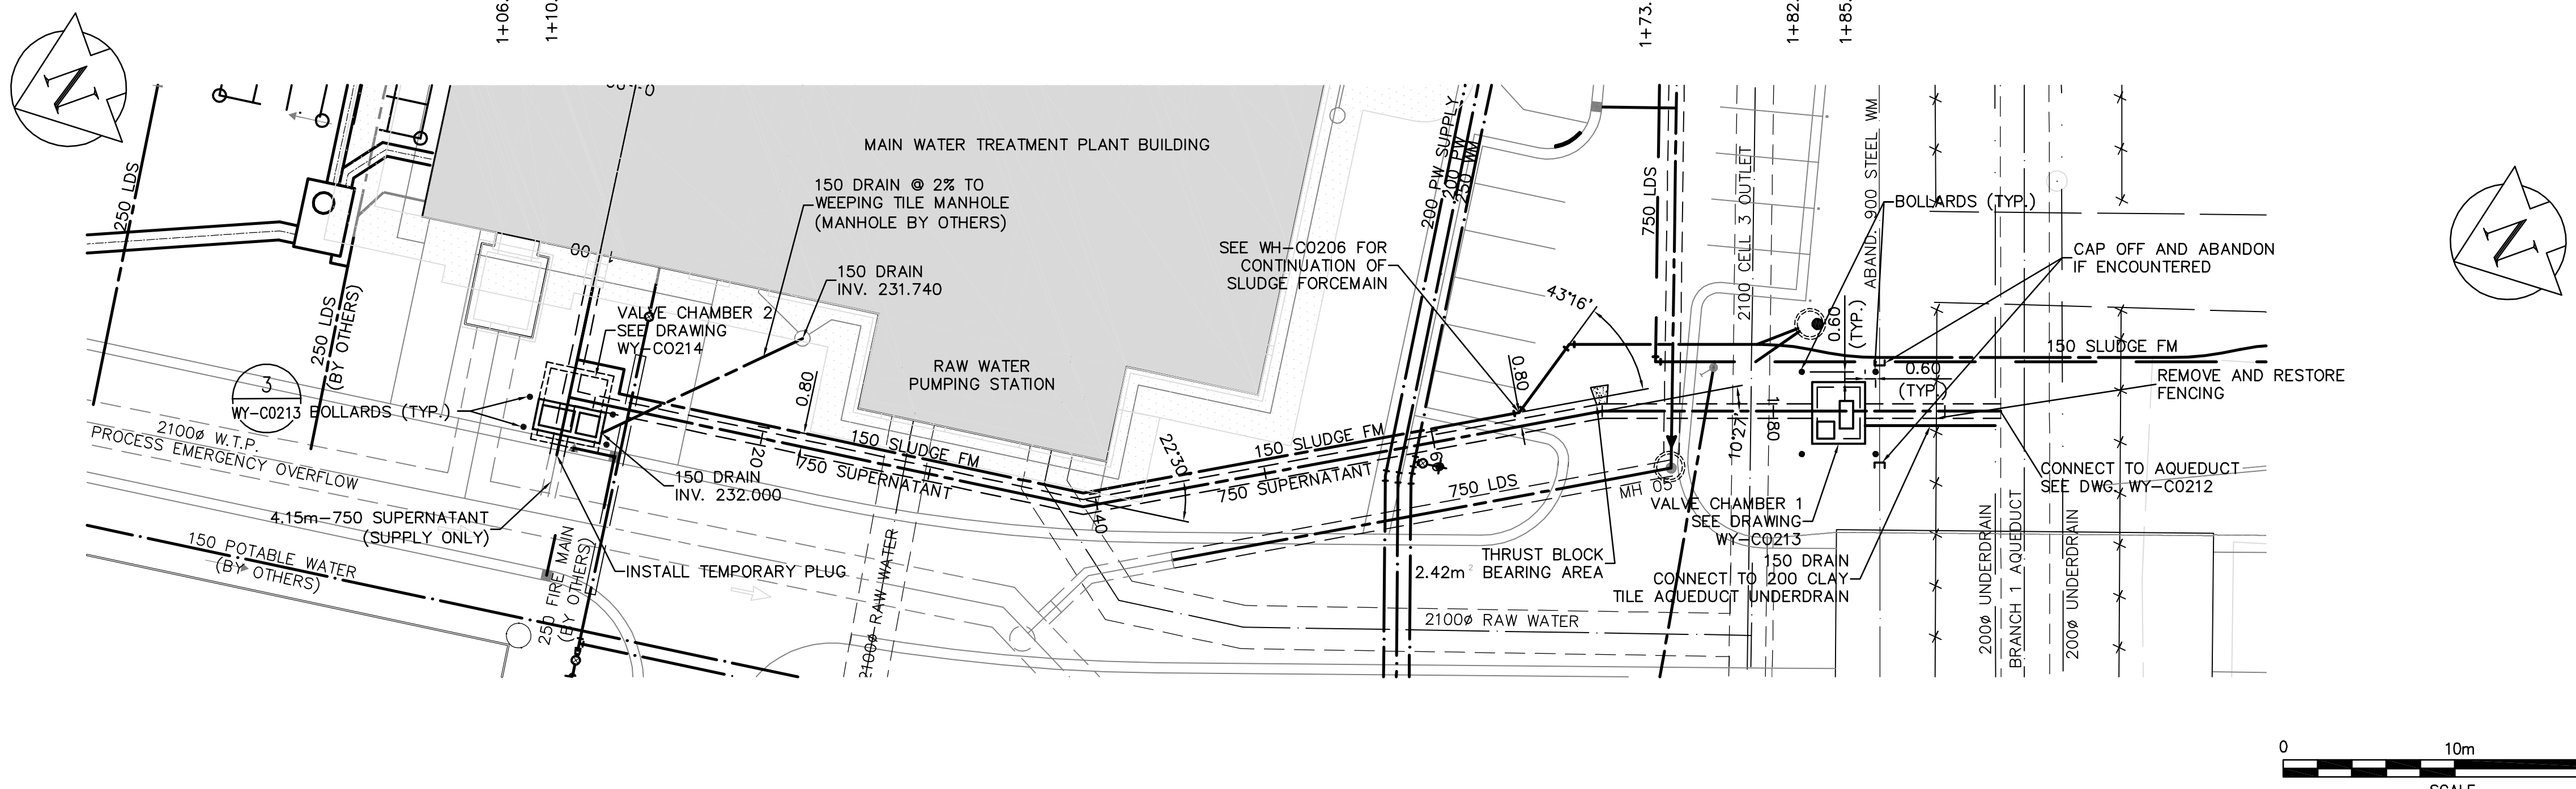 1+06.
1+10.
1+73.
1+82.
1+85.
N
N
MAIN WATER TREATMENT PLANT BUILDING
150 DRAIN @ 2% TO
WEEPING TILE MANHOLE
(MANHOLE BY OTHERS)
150 DRAIN
INV. 231.740
VALVE CHAMBER 2
SEE DRAWING
WY-C0214
RAW WATER
PUMPING STATION
250 LDS
250 LDS
(BY OTHERS)
3
WY-C0213
BOLLARDS (TYP.)
2100ø W.T.P.
PROCESS EMERGENCY OVERFLOW
4.15m-750 SUPERNATANT
(SUPPLY ONLY)
150 POTABLE WATER
(BY OTHERS)
250 FIRE MAIN
(BY OTHERS)
INSTALL TEMPORARY PLUG
150 DRAIN
INV. 232.000
0.80
150 SLUDGE FM
750 SUPERNATANT
2100ø RAW WATER
22°30'
150 SLUDGE FM
750 SUPERNATANT
SEE WH-C0206 FOR
CONTINUATION OF
SLUDGE FORCEMAIN
200 PW SUPPLY
200 PW
250 WM
0.80
43°16'
750 LDS
750 LDS
MH 05
THRUST BLOCK
2.42m² BEARING AREA
2100ø RAW WATER
2100 CELL 3 OUTLET
10°27'
1+80
ABAND. 900 STEEL WM
BOLLARDS (TYP.)
CAP OFF AND ABANDON
IF ENCOUNTERED
0.60
(TYP.)
150 SLUDGE FM
0.60
(TYP.)
REMOVE AND RESTORE
FENCING
CONNECT TO AQUEDUCT
SEE DWG. WY-C0212
VALVE CHAMBER 1
SEE DRAWING
WY-C0213
150 DRAIN
CONNECT TO 200 CLAY
TILE AQUEDUCT UNDERDRAIN
200ø UNDERDRAIN
BRANCH 1 AQUEDUCT
200ø UNDERDRAIN
0
10m